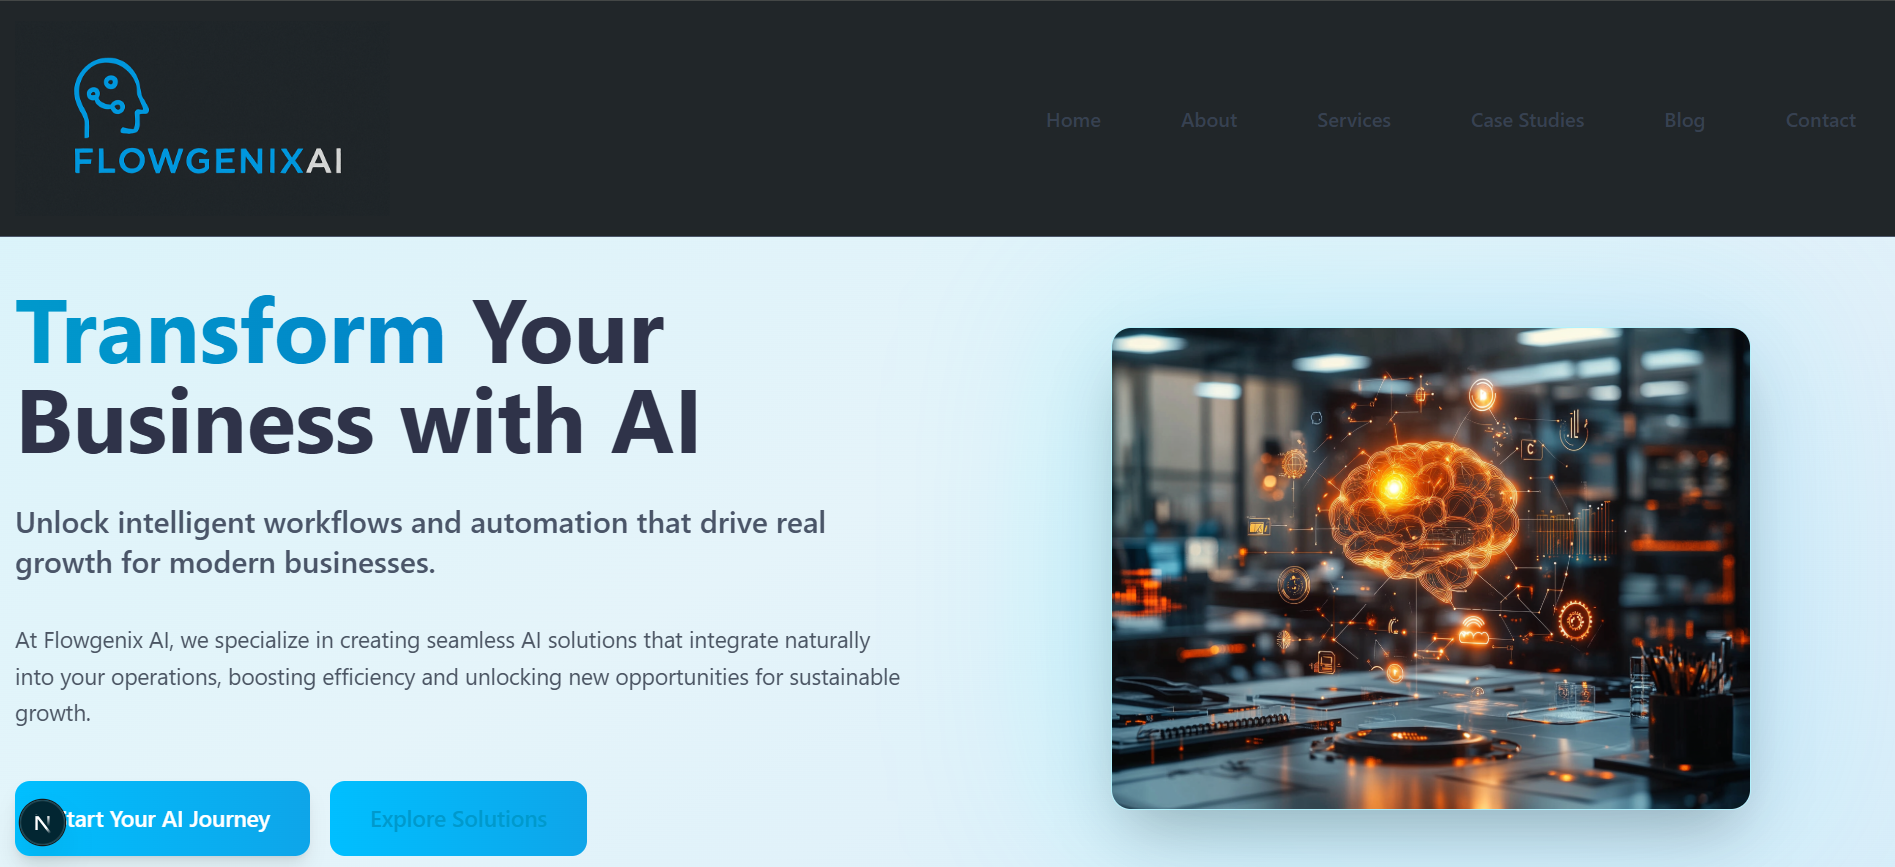 FLOWGENIXAI
Home About Services Case Studies Blog Contact
Transform Your
Business with AI
Unlock intelligent workflows and automation that drive real
growth for modern businesses.
At Flowgenix AI, we specialize in creating seamless AI solutions that integrate naturally
into your operations, boosting efficiency and unlocking new opportunities for sustainable
growth.
N tart Your AI Journey
Explore Solutions